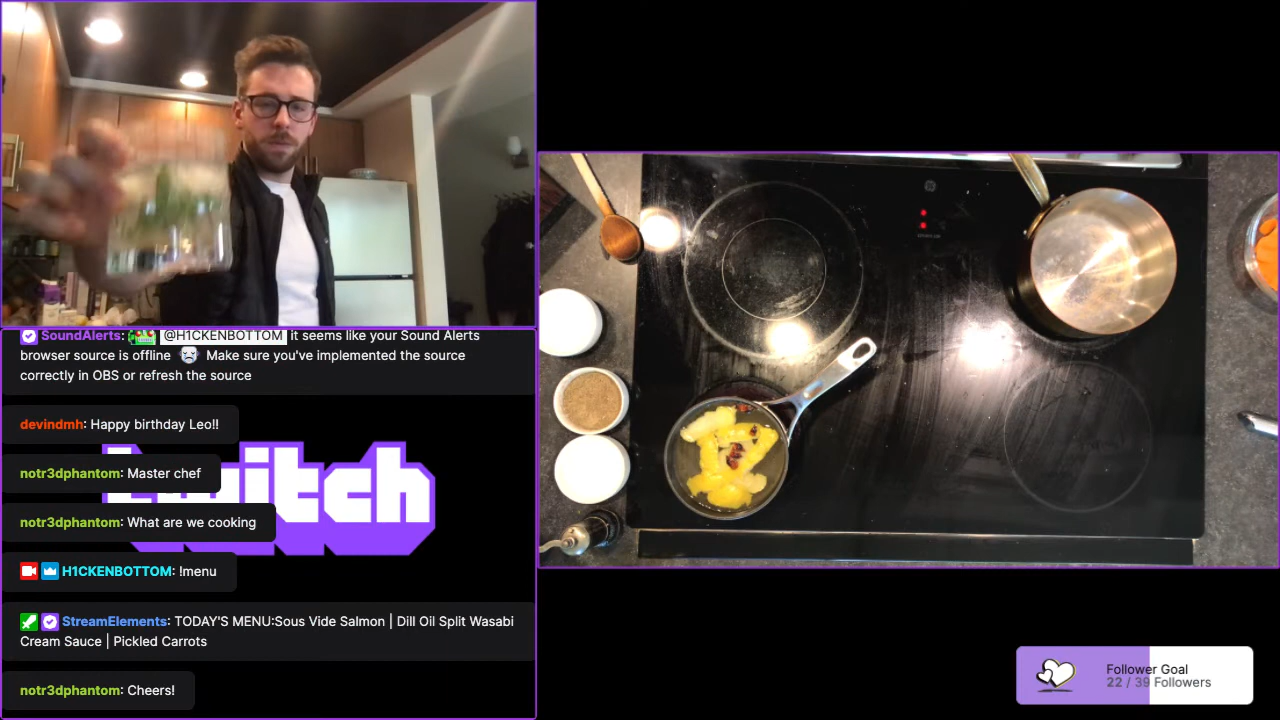 SoundAlerts: @H1CKENBOTTOM it seems like your Sound Alerts
browser source is offline Make sure you've implemented the source
correctly in OBS or refresh the source
devindmh: Happy birthday Leo!!
notr3dphantom: Master chef
twitch
notr3dphantom: What are we cooking
H1CKENBOTTOM: !menu
StreamElements: TODAY'S MENU:Sous Vide Salmon | Dill Oil Split Wasabi
Cream Sauce | Pickled Carrots
notr3dphantom: Cheers!
Follower Goal
22 / 39 Followers